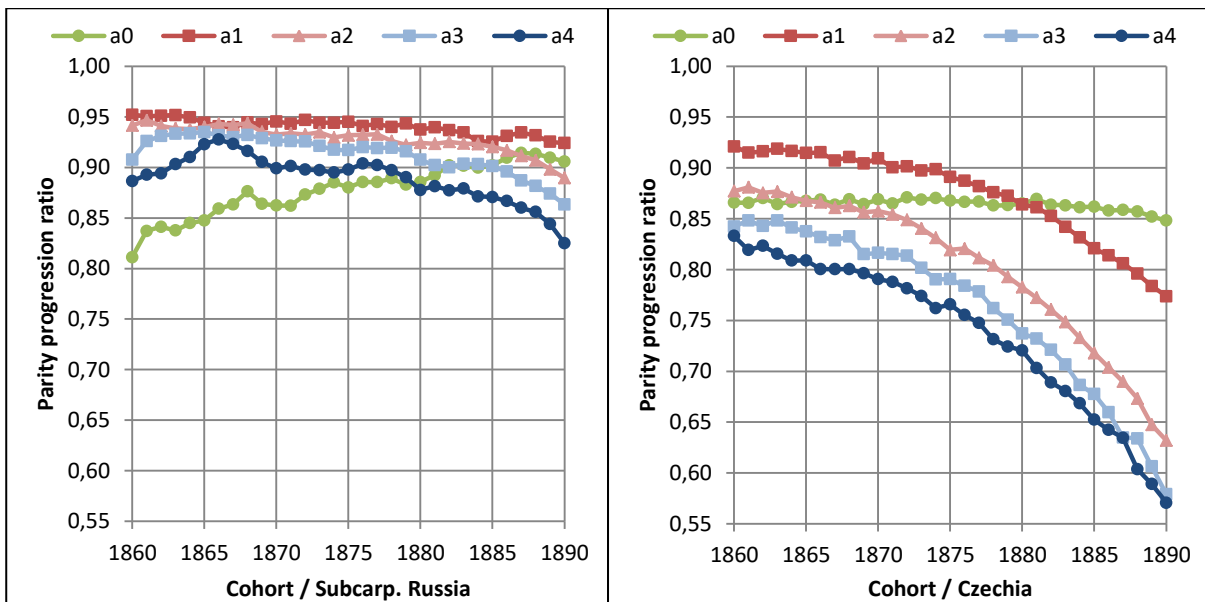 a0 a1 a2 a3 a4
1,00
0,95
0,90
0,85
0,80
0,75
0,70
0,65
0,60
0,55
Parity progression ratio
1860 1865 1870 1875 1880 1885 1890
Cohort / Subcarp. Russia
a0 a1 a2 a3 a4
1,00
0,95
0,90
0,85
0,80
0,75
0,70
0,65
0,60
0,55
Parity progression ratio
1860 1865 1870 1875 1880 1885 1890
Cohort / Czechia